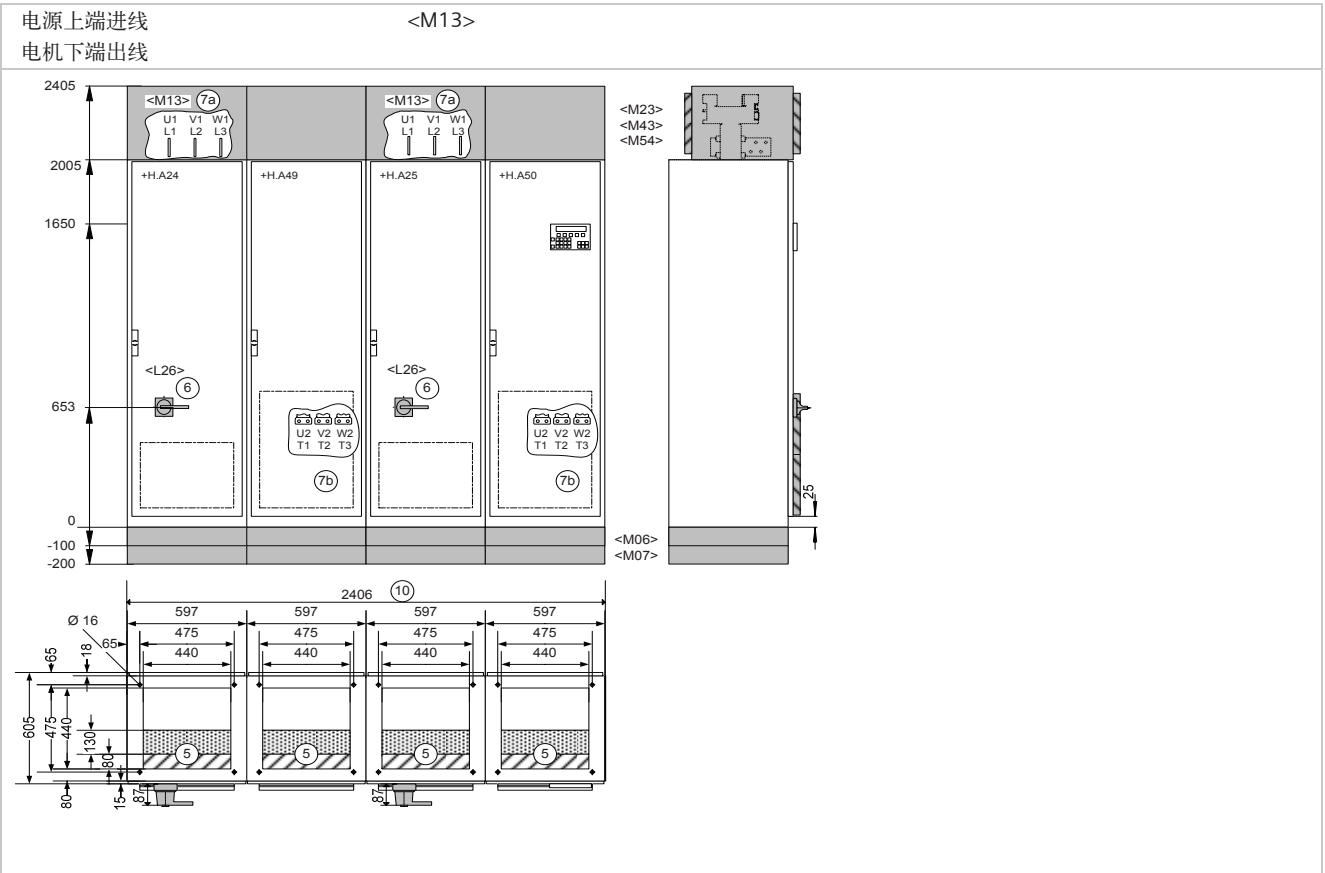 电源上端进线 <M13>
电机下端出线
2405
<M13> 7a <M13> 7a
U1 V1 W1 U1 V1 W1
L1 L2 L3 L1 L2 L3
<M23>
<M43>
<M54>
2005
+H.A24 +H.A49 +H.A25 +H.A50
1650
<L26> <L26>
6 6
653
U2 V2 W2 U2 V2 W2
T1 T2 T3 T1 T2 T3
7b 7b
25
0
-100 <M06>
-200 <M07>
2406 10
597 597 597 597
Ø 16
475 475 475 475
65 18 65
440 440 440 440
605 475 440 130 80
5 5 5 5
80 15 87 87